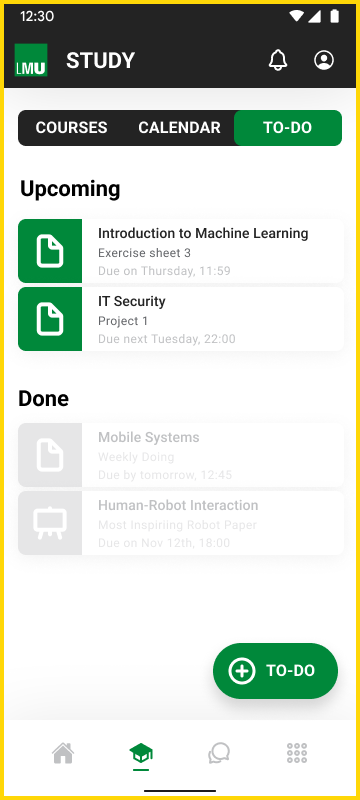 12:30
LMU
STUDY
COURSES CALENDAR TO-DO
Upcoming
Introduction to Machine Learning
Exercise sheet 3
Due on Thursday, 11:59
IT Security
Project 1
Due next Tuesday, 22:00
Done
Mobile Systems
Weekly Doing
Due by tomorrow, 12:45
Human-Robot Interaction
Most Inspiriing Robot Paper
Due on Nov 12th, 18:00
TO-DO